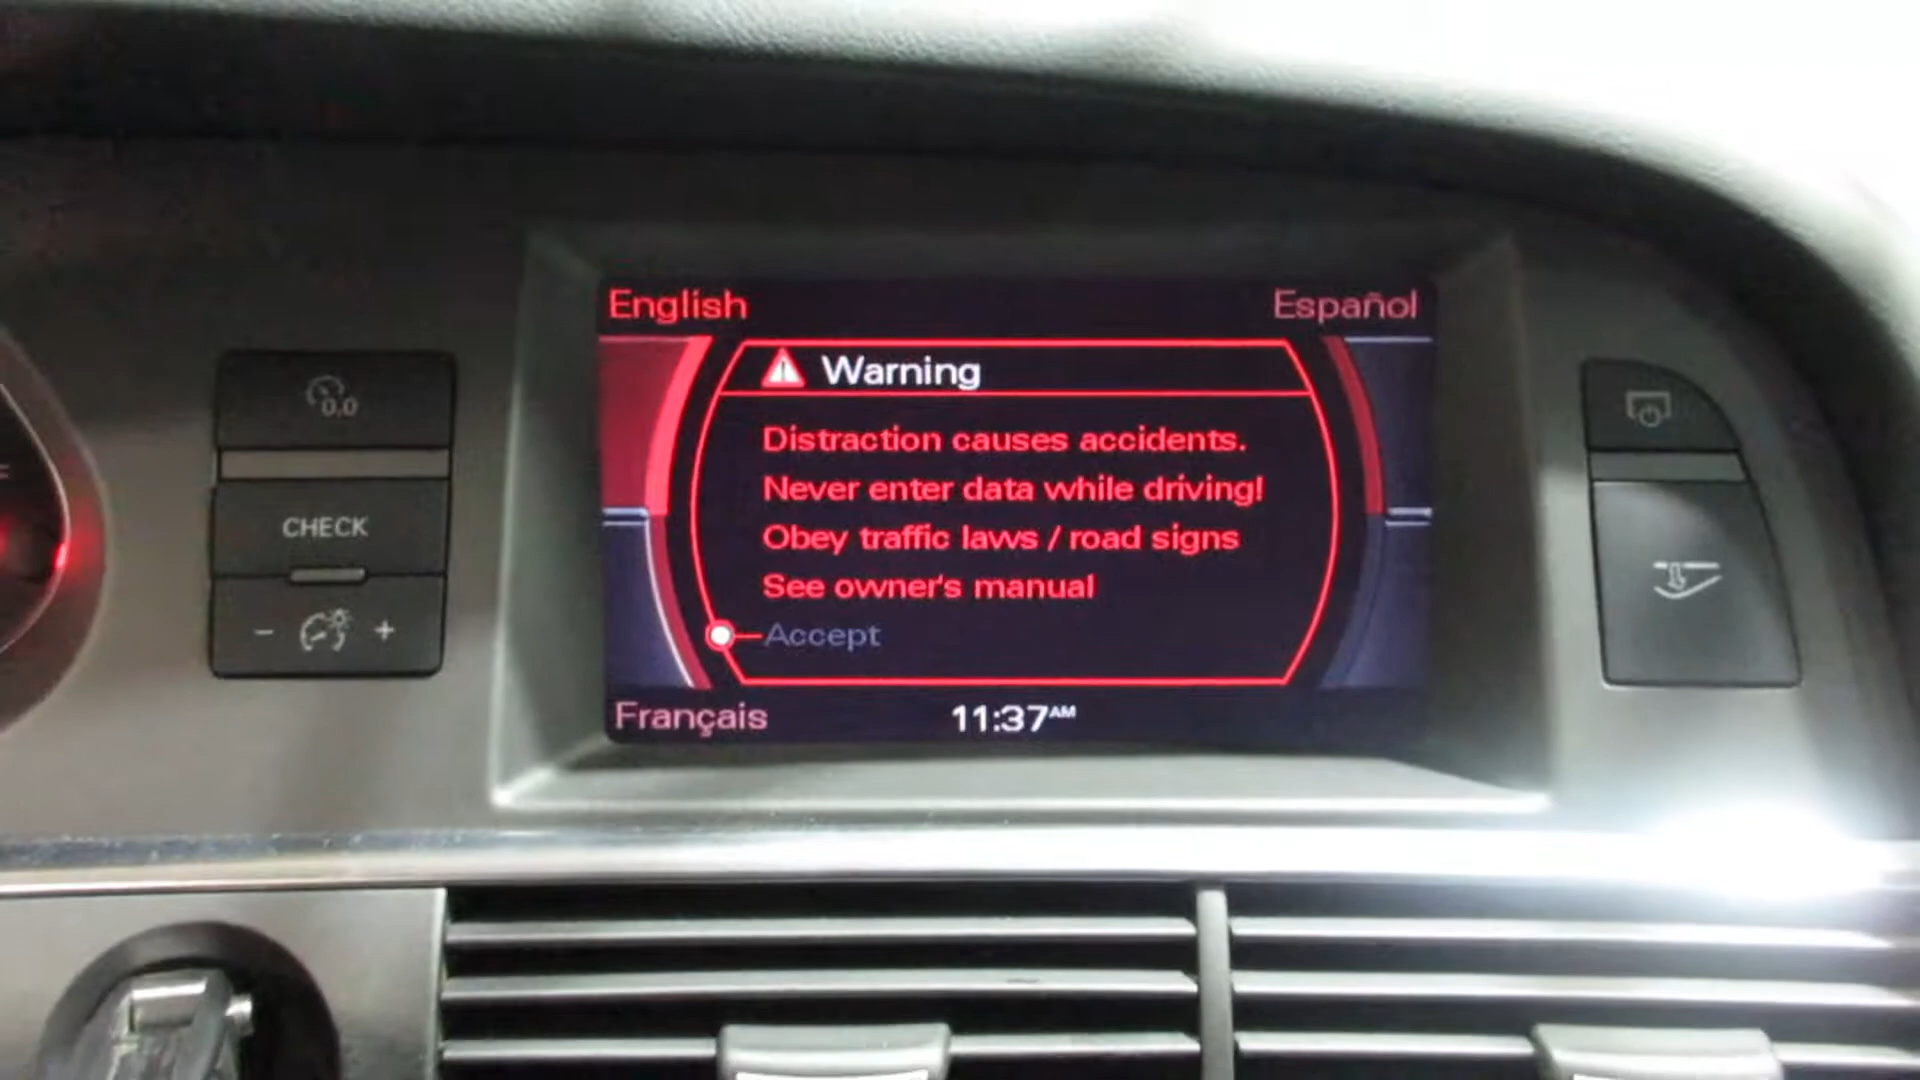 English
Español
Warning
Distraction causes accidents.
Never enter data while driving!
Obey traffic laws / road signs
See owner's manual
Accept
Français
11:37AM
0.0
CHECK
- +